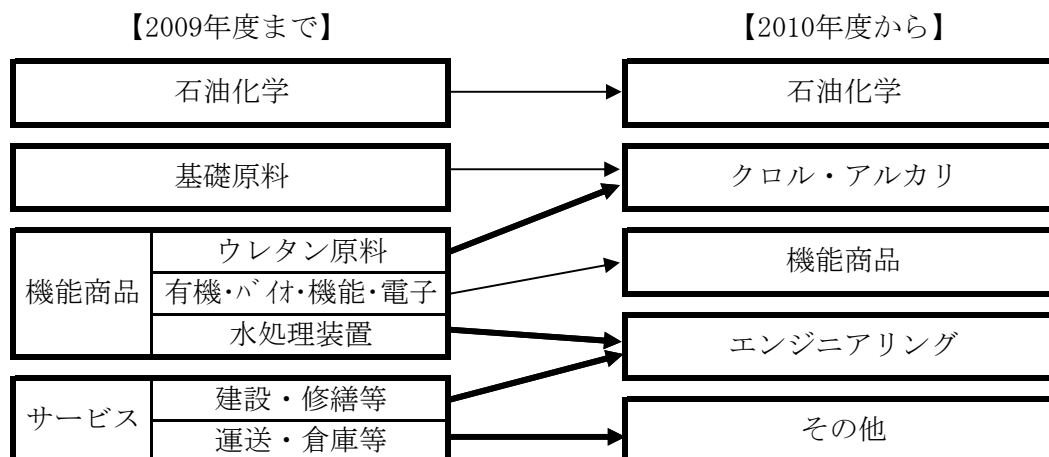 【2009年度まで】 【2010年度から】
石油化学 石油化学
基礎原料 クロル・アルカリ
機能商品 ウレタン原料 機能商品
有機・バイオ・機能・電子
水処理装置 エンジニアリング
サービス 建設・修繕等
運送・倉庫等 その他